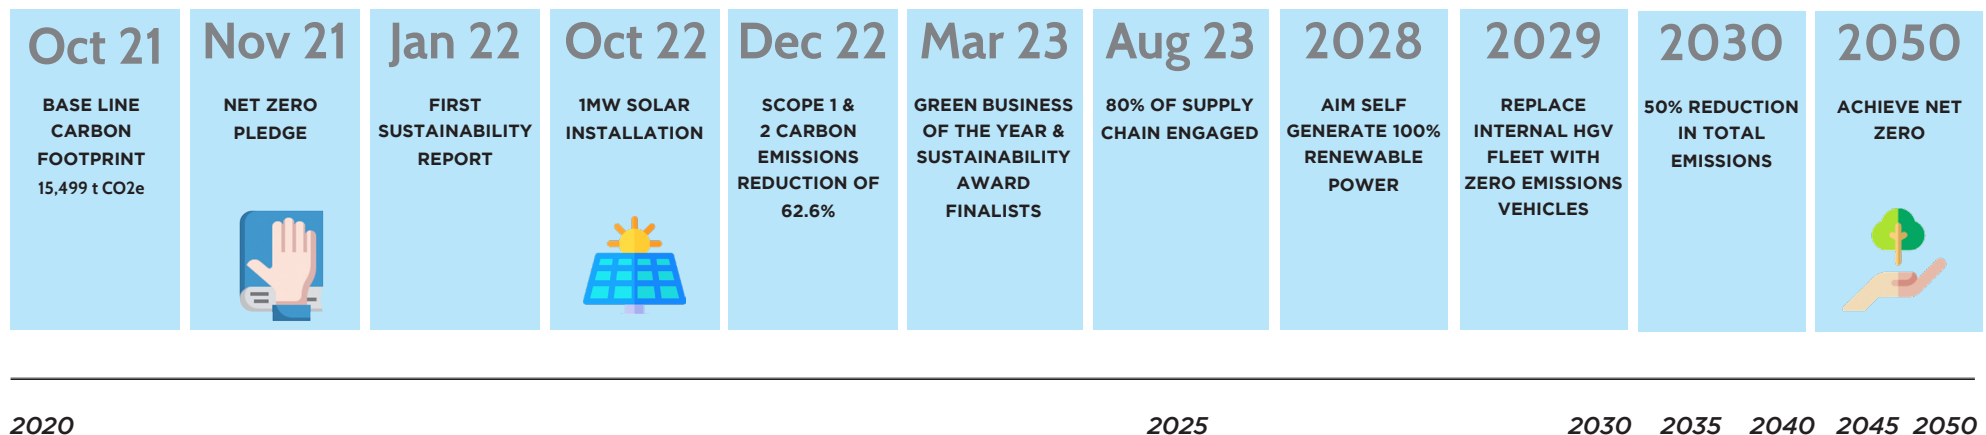 Oct 21
BASE LINE
CARBON
FOOTPRINT
15,499 t CO2e
Nov 21
NET ZERO
PLEDGE
Jan 22
FIRST
SUSTAINABILITY
REPORT
Oct 22
1MW SOLAR
INSTALLATION
Dec 22
SCOPE 1 &
2 CARBON
EMISSIONS
REDUCTION OF
62.6%
Mar 23
GREEN BUSINESS
OF THE YEAR &
SUSTAINABILITY
AWARD
FINALISTS
Aug 23
80% OF SUPPLY
CHAIN ENGAGED
2028
AIM SELF
GENERATE 100%
RENEWABLE
POWER
2029
REPLACE
INTERNAL HGV
FLEET WITH
ZERO EMISSIONS
VEHICLES
2030
50% REDUCTION
IN TOTAL
EMISSIONS
2050
ACHIEVE NET
ZERO
2020 2025 2030 2035 2040 2045 2050